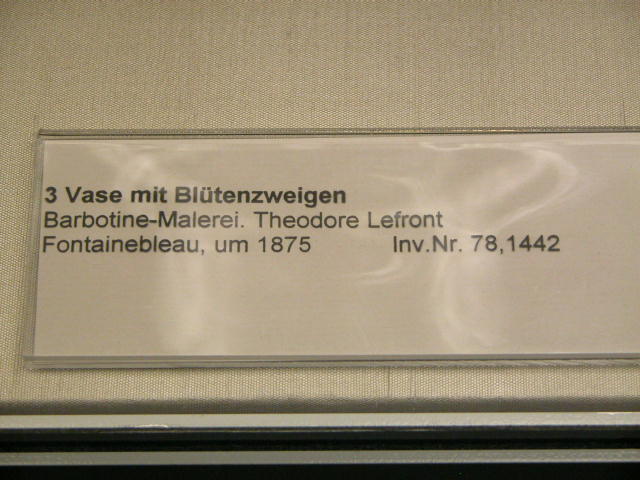 3 Vase mit Blütenzweigen
Barbotine-Malerei. Theodore Lefront
Fontainebleau, um 1875 Inv.Nr. 78,1442